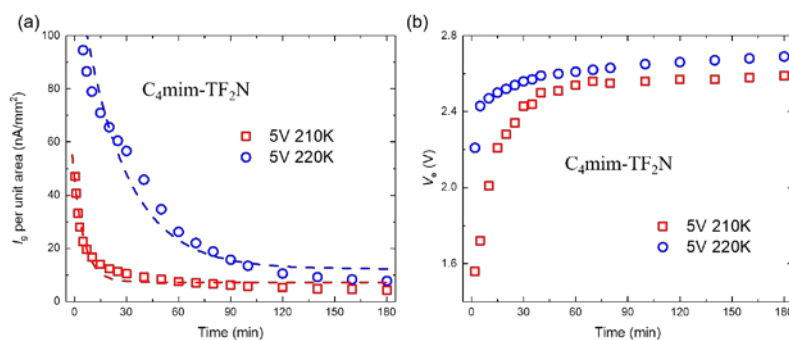 (a)
100
80
60
40
20
0
I_g per unit area (nA/mm²)
C₄mim-TF₂N
5V 210K
5V 220K
0 30 60 90 120 150 180
Time (min)
(b)
2.8
2.4
2.0
1.6
V_e (V)
C₄mim-TF₂N
5V 210K
5V 220K
0 30 60 90 120 150 180
Time (min)